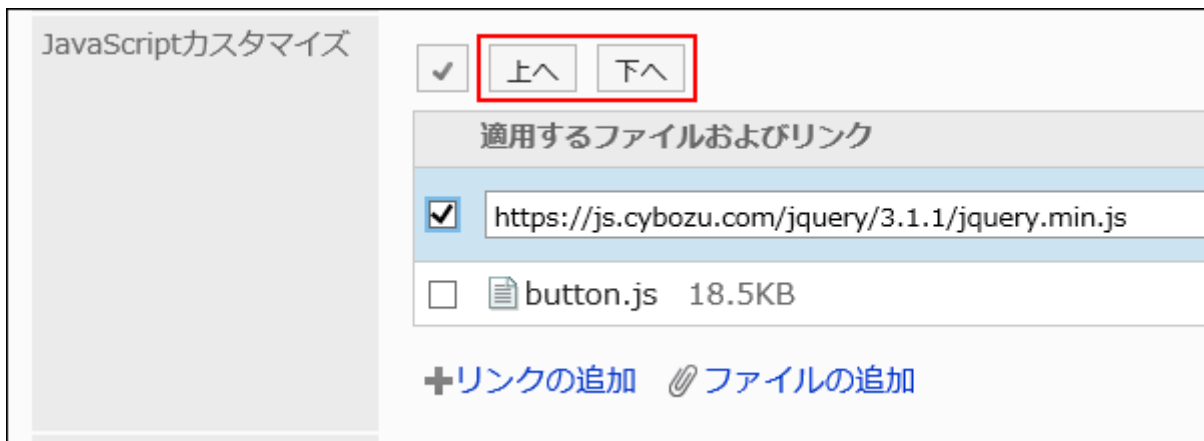 JavaScriptカスタマイズ
上へ 下へ
適用するファイルおよびリンク
https://js.cybozu.com/jquery/3.1.1/jquery.min.js
button.js 18.5KB
リンクの追加 ファイルの追加